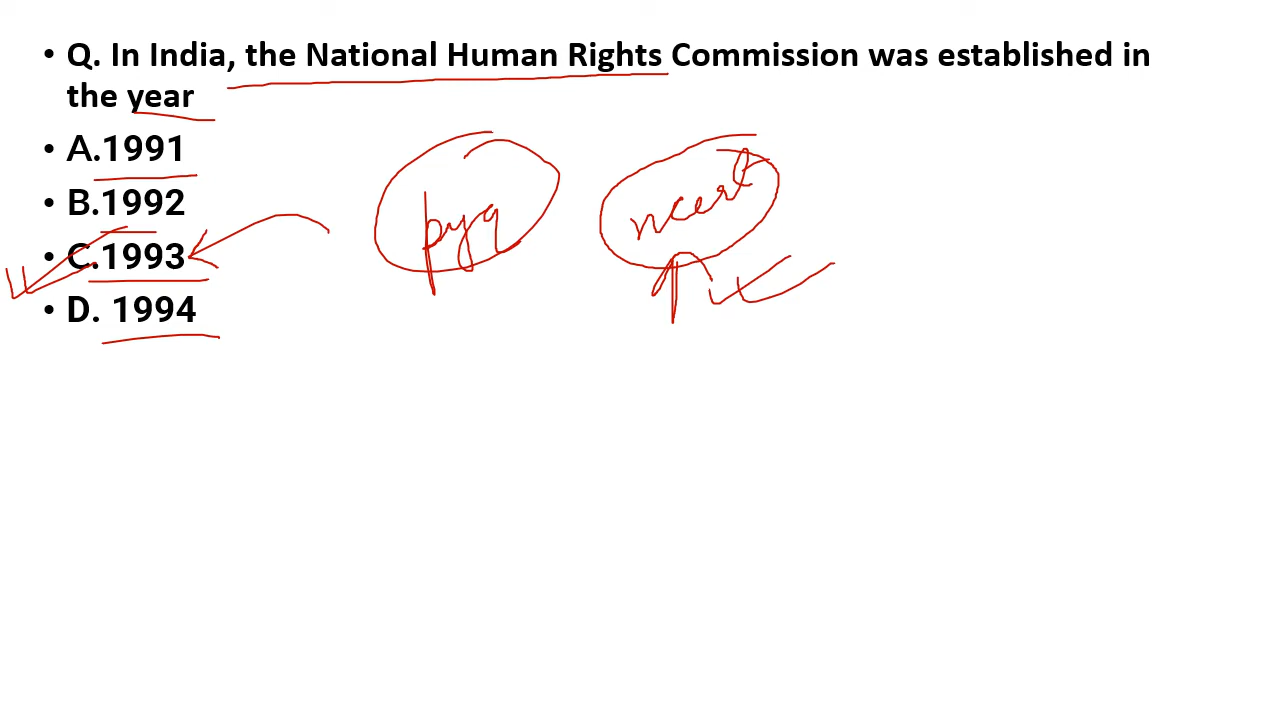 • Q. In India, the National Human Rights Commission was established in
the year
• A.1991
• B.1992
• C.1993
• D. 1994
pyq
ncert